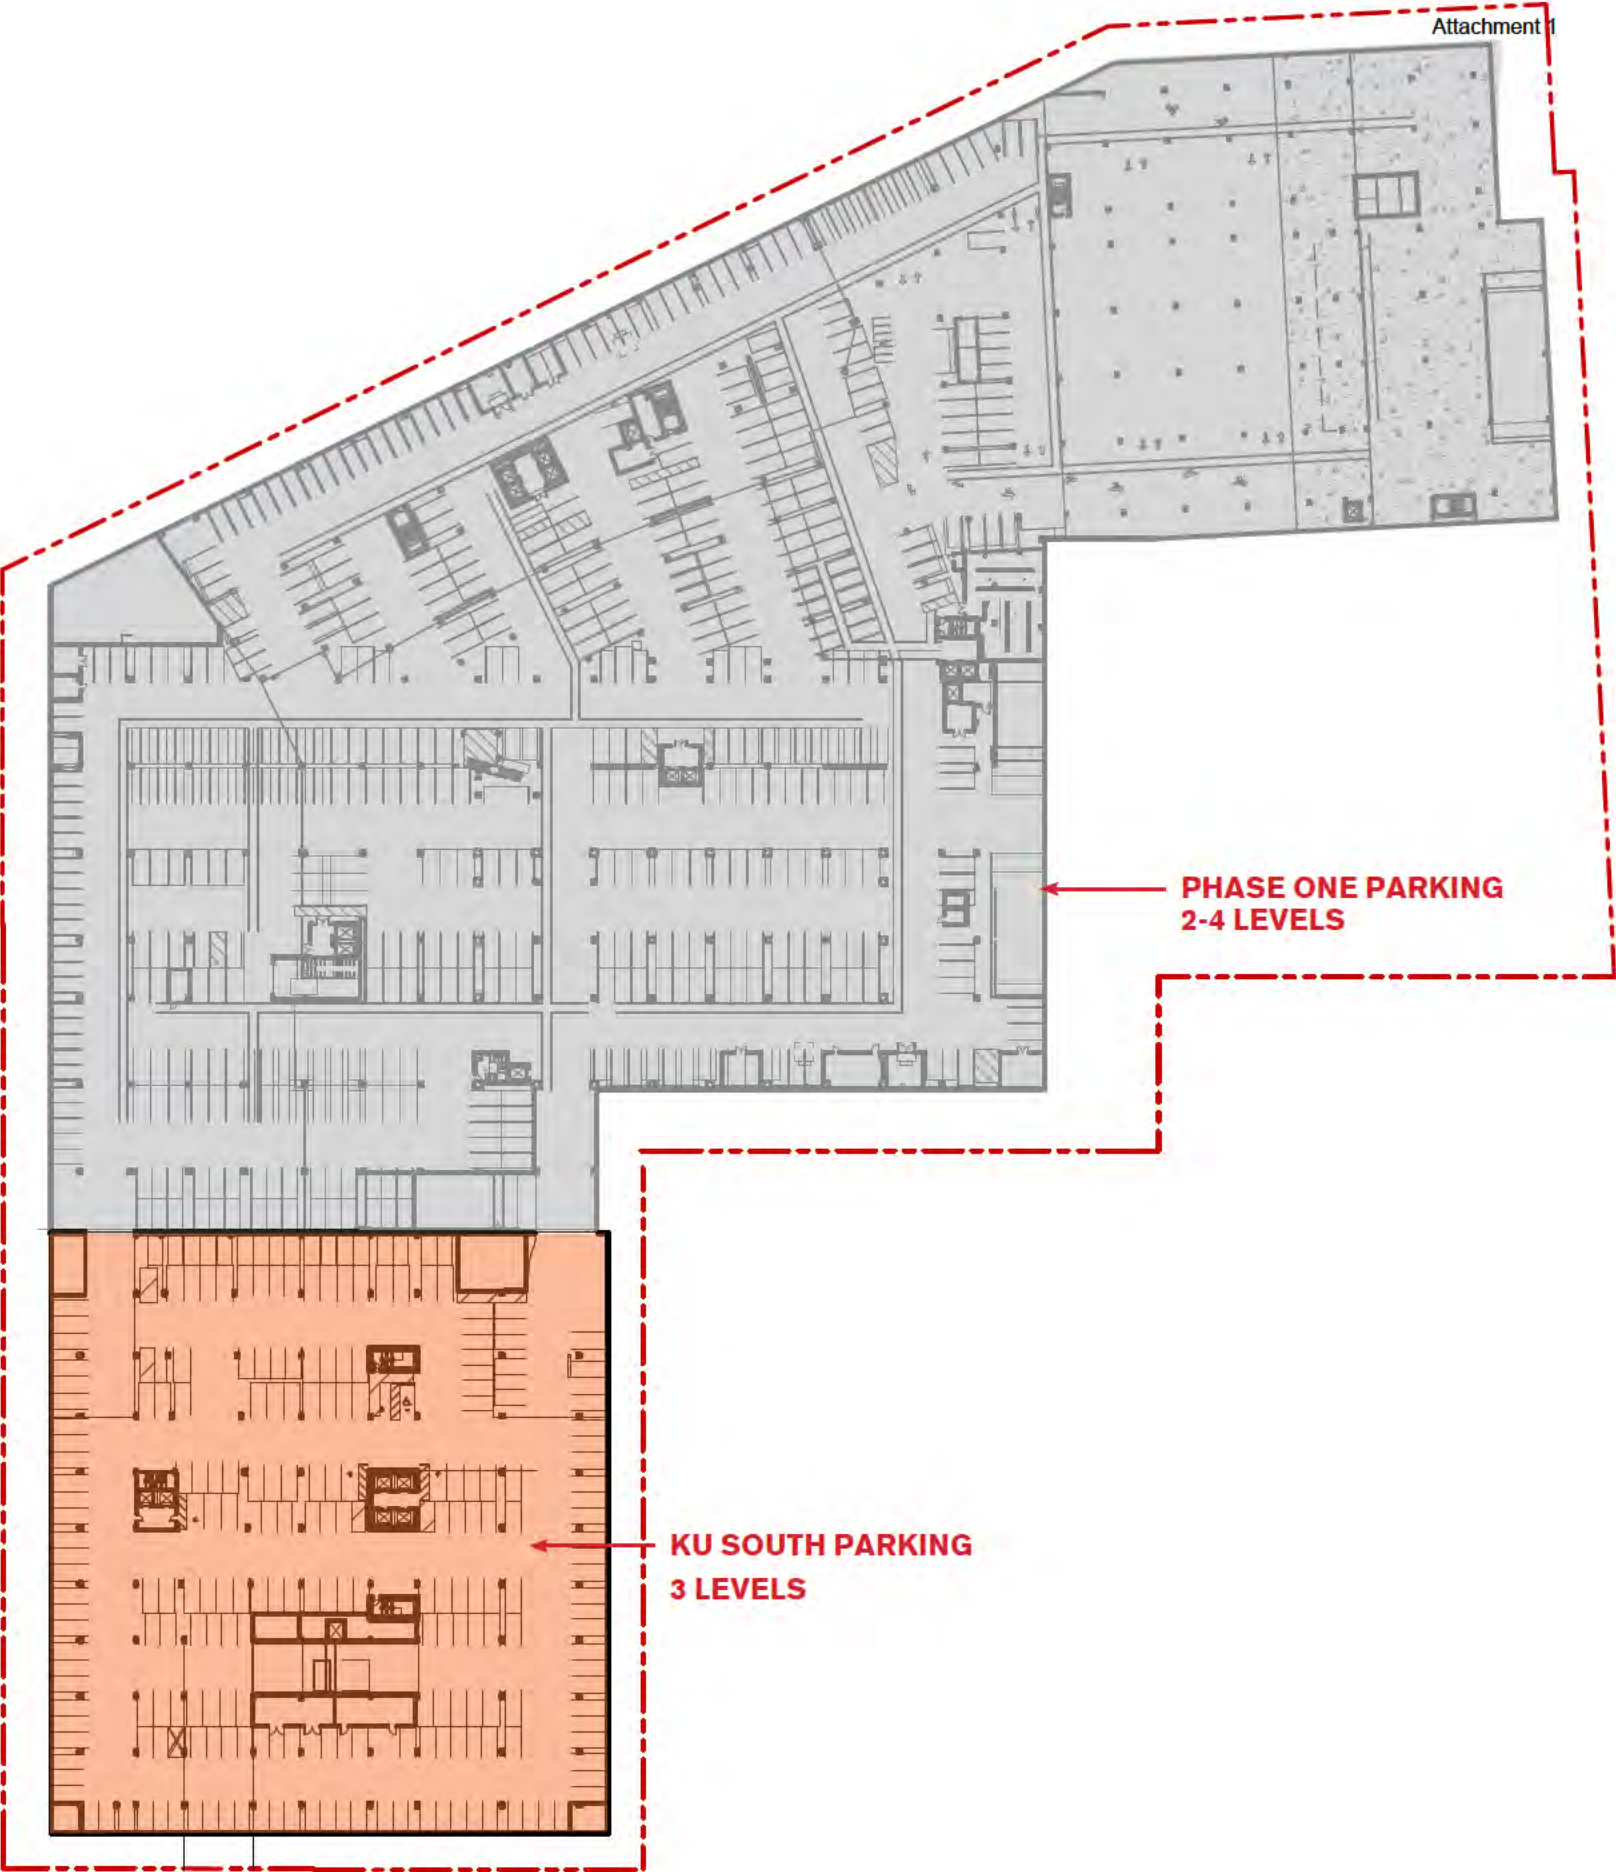 Attachment 1
PHASE ONE PARKING
2-4 LEVELS
KU SOUTH PARKING
3 LEVELS